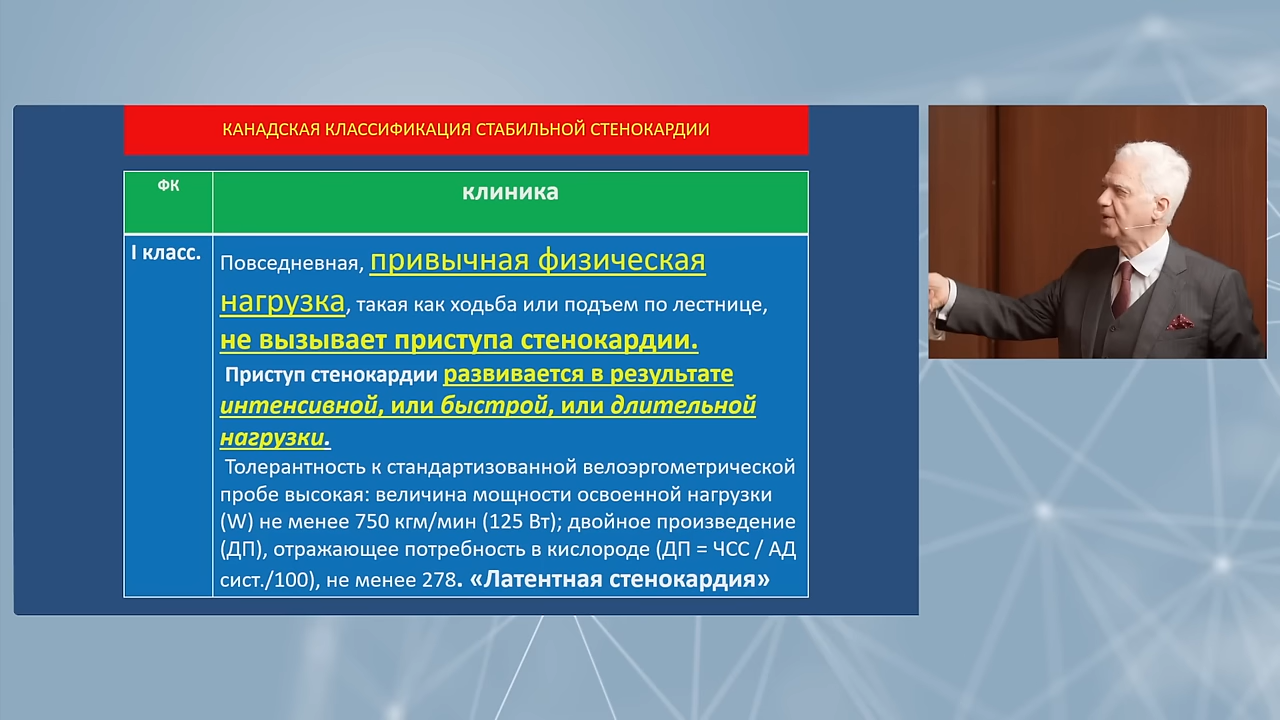 КАНАДСКАЯ КЛАССИФИКАЦИЯ СТАБИЛЬНОЙ СТЕНОКАРДИИ
ФК
клиника
I класс.
Повседневная, привычная физическая
нагрузка, такая как ходьба или подъем по лестнице,
не вызывает приступа стенокардии.
Приступ стенокардии развивается в результате
интенсивной, или быстрой, или длительной
нагрузки.
Толерантность к стандартизованной велоэргометрической
пробе высокая: величина мощности освоенной нагрузки
(W) не менее 750 кгм/мин (125 Вт); двойное произведение
(ДП), отражающее потребность в кислороде (ДП = ЧСС / АД
сист./100), не менее 278. «Латентная стенокардия»